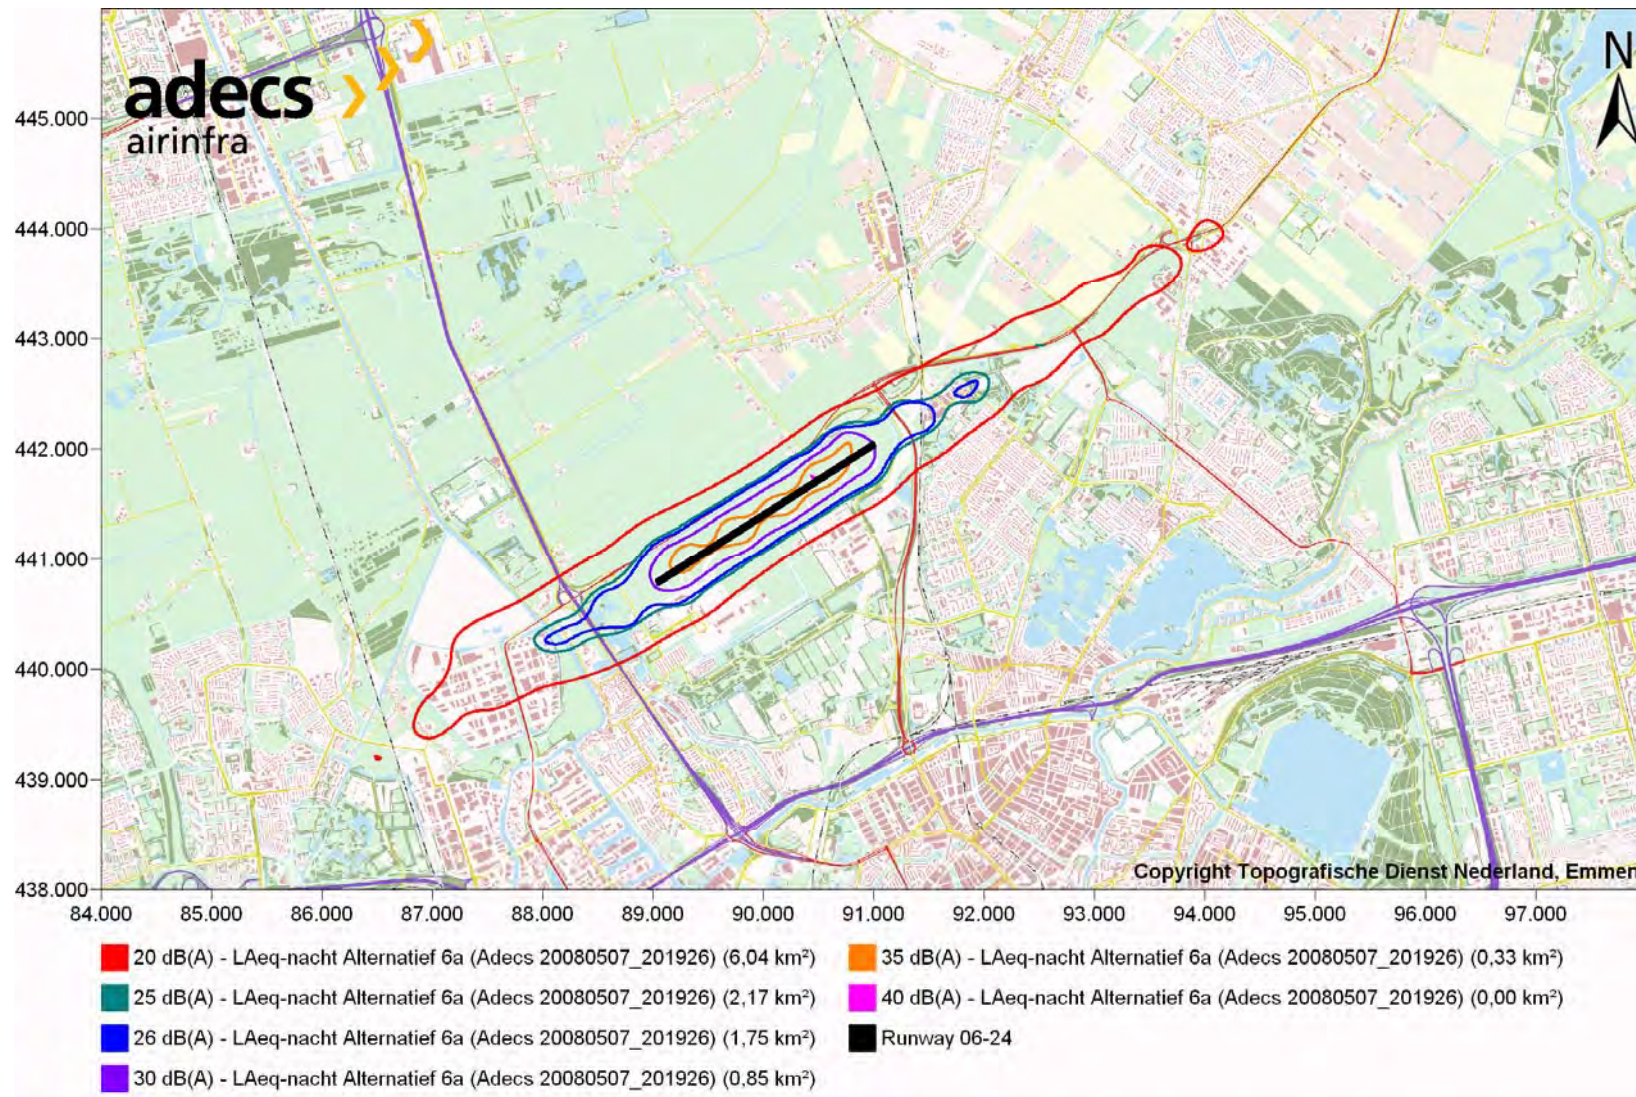 adecs
airinfra
N
445.000
444.000
443.000
442.000
441.000
440.000
439.000
438.000
Copyright Topografische Dienst Nederland, Emmen
84.000 85.000 86.000 87.000 88.000 89.000 90.000 91.000 92.000 93.000 94.000 95.000 96.000 97.000
20 dB(A) - LAeq-nacht Alternatief 6a (Adecs 20080507_201926) (6,04 km²)
25 dB(A) - LAeq-nacht Alternatief 6a (Adecs 20080507_201926) (2,17 km²)
26 dB(A) - LAeq-nacht Alternatief 6a (Adecs 20080507_201926) (1,75 km²)
30 dB(A) - LAeq-nacht Alternatief 6a (Adecs 20080507_201926) (0,85 km²)
35 dB(A) - LAeq-nacht Alternatief 6a (Adecs 20080507_201926) (0,33 km²)
40 dB(A) - LAeq-nacht Alternatief 6a (Adecs 20080507_201926) (0,00 km²)
Runway 06-24